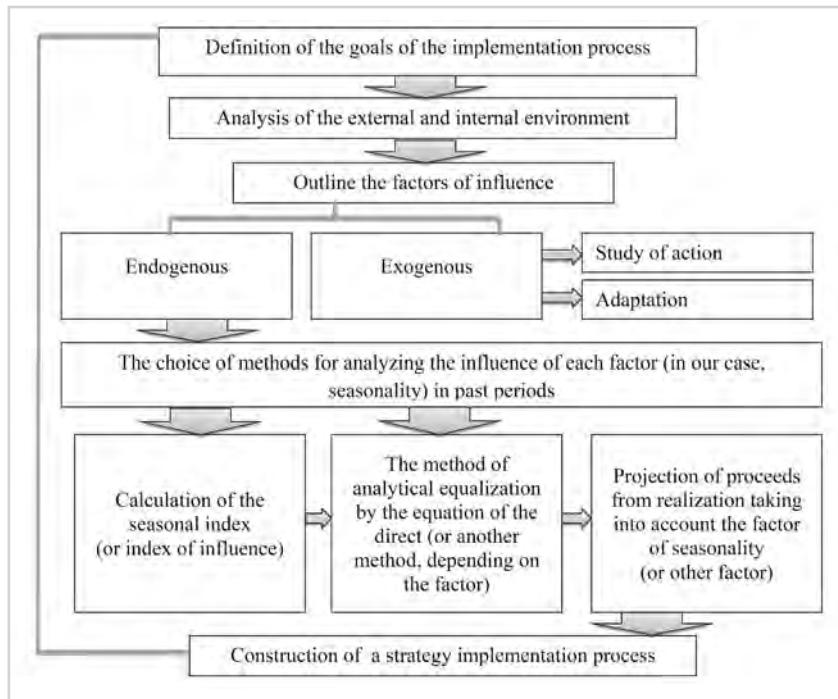 Definition of the goals of the implementation process
Analysis of the external and internal environment
Outline the factors of influence
Endogenous
Exogenous
Study of action
Adaptation
The choice of methods for analyzing the influence of each factor (in our case,
seasonality) in past periods
Calculation of the
seasonal index
(or index of influence)
The method of
analytical equalization
by the equation of the
direct (or another
method, depending on
the factor)
Projection of proceeds
from realization taking
into account the factor
of seasonality
(or other factor)
Construction of a strategy implementation process